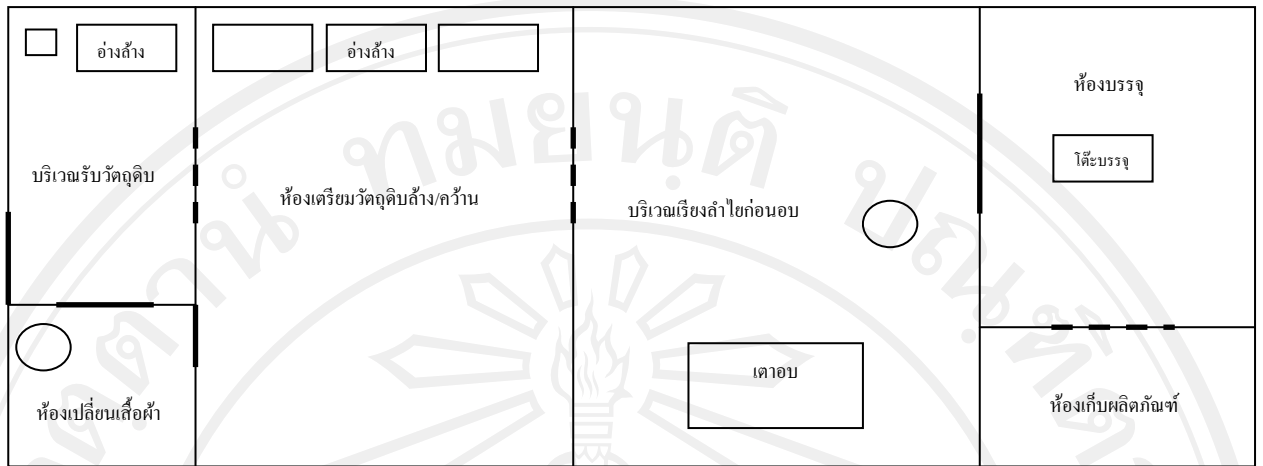 อ่างล้าง
อ่างล้าง
ห้องบรรจุ
โต๊ะบรรจุ
บริเวณรับวัตถุดิบ
ห้องเตรียมวัตถุดิบล้าง/คว้าน
บริเวณเรียงลำไยก่อนอบ
เตาอบ
ห้องเปลี่ยนเสื้อผ้า
ห้องเก็บผลิตภัณฑ์